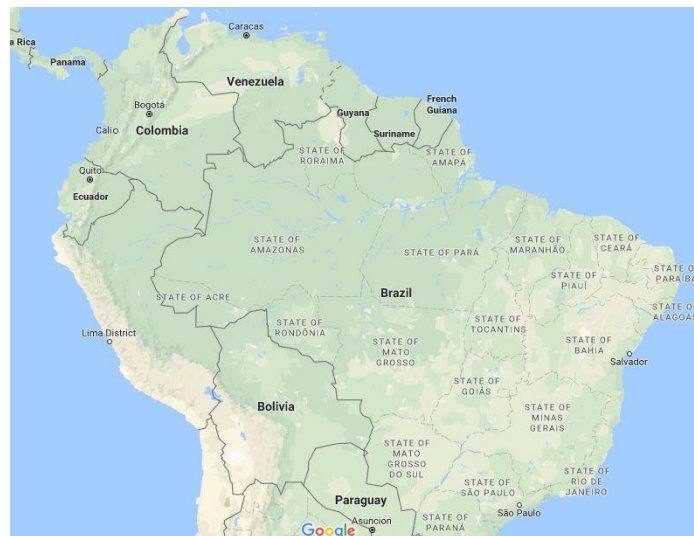 Caracas
a Rica
Panama
Venezuela
Bogotá
Guyana
French
Guiana
Suriname
Cali
Colombia
STATE OF
RORAIMA
STATE OF
AMAPÁ
Quito
Ecuador
STATE OF
AMAZONAS
STATE OF PARÁ
STATE OF
MARANHÃO
STATE OF
CEARÁ
STATE O
PARAÍBA
STATE OF
PIAUÍ
STATE OF ACRE
Brazil
STATE OF
ALAGOAS
STATE OF
RONDÔNIA
STATE OF
TOCANTINS
Lima District
STATE OF
MATO
GROSSO
STATE OF
BAHIA
Salvador
STATE OF
GOIÁS
Bolivia
STATE OF
MINAS
GERAIS
STATE OF
MATO
GROSSO
DO SUL
STATE OF
RIO DE
JANEIRO
STATE OF
SÃO PAULO
São Paulo
Paraguay
Asuncion
STATE OF
PARANÁ
Google